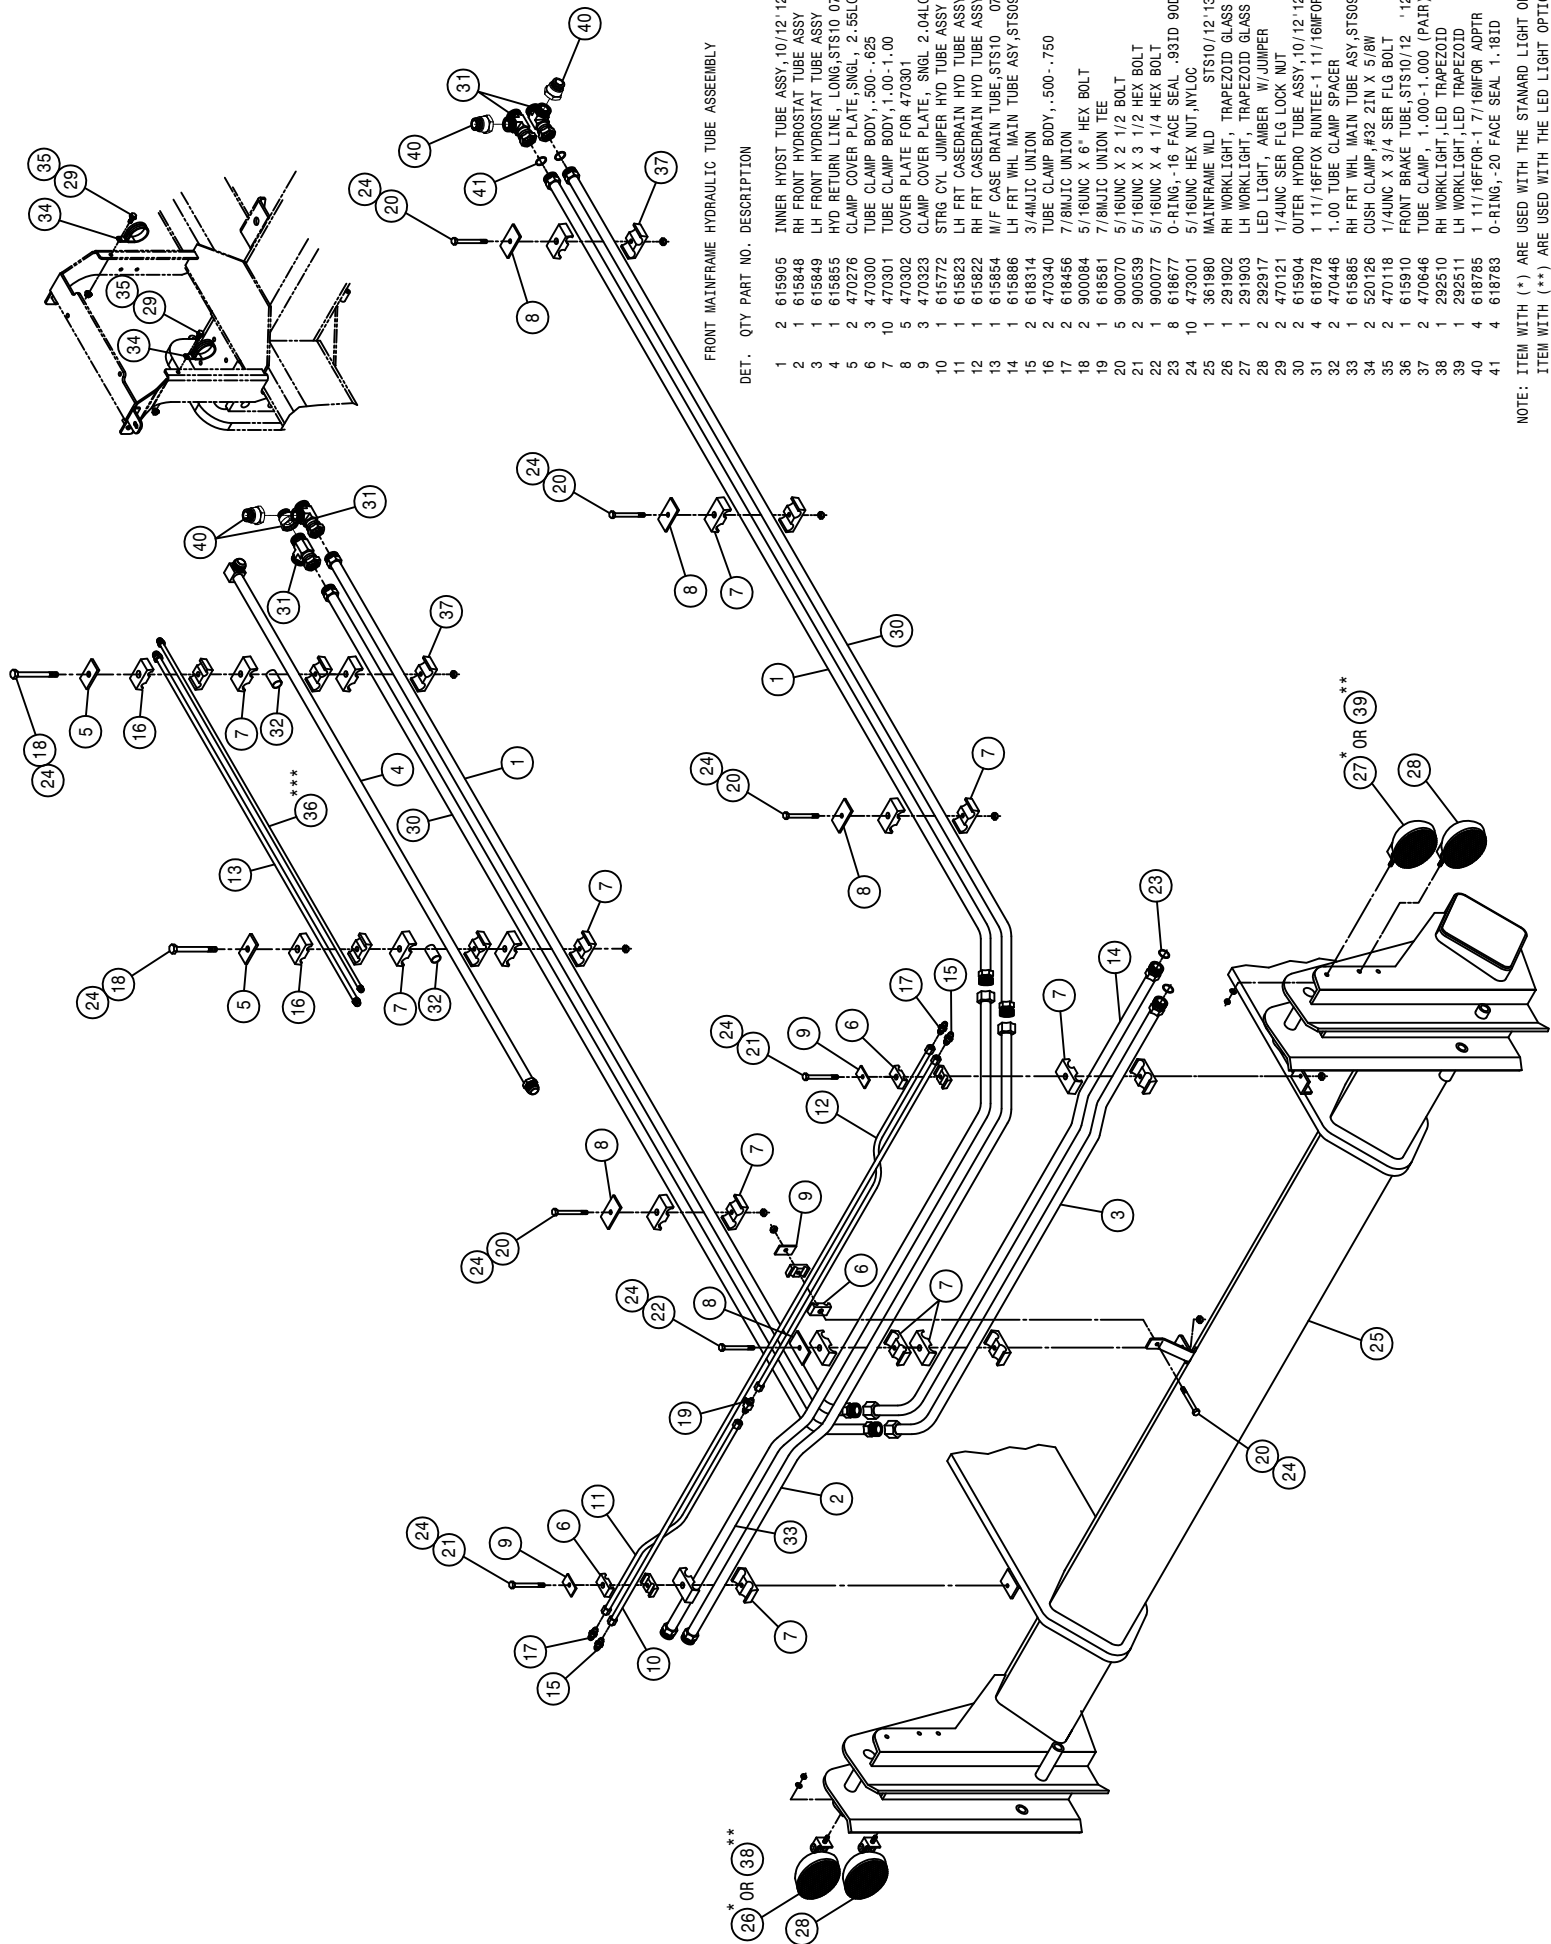 FRONT MAINFRAME HYDRAULIC TUBE ASSEEMBLY
DET. QTY PART NO. DESCRIPTION
1 2 615905 INNER HYDST TUBE ASSY,10/12'12
2 1 615848 RH FRONT HYDROSTAT TUBE ASSY
3 1 615849 LH FRONT HYDROSTAT TUBE ASSY
4 1 615855 HYD RETURN LINE, LONG,STS10 07
5 2 470276 CLAMP COVER PLATE,SNGL, 2.55LG
6 3 470300 TUBE CLAMP BODY,.500-.625
7 10 470301 TUBE CLAMP BODY,1.00-1.00
8 5 470302 COVER PLATE FOR 470301
9 3 470323 CLAMP COVER PLATE, SNGL 2.04LG
10 1 615772 STRG CYL JUMPER HYD TUBE ASSY
11 1 615823 LH FRT CASEDRAIN HYD TUBE ASSY
12 1 615822 RH FRT CASEDRAIN HYD TUBE ASSY
13 1 615854 M/F CASE DRAIN TUBE,STS10 07
14 1 615886 LH FRT WHL MAIN TUBE ASY,STS09
15 2 618314 3/4MJIC UNION
16 2 470340 TUBE CLAMP BODY,.500-.750
17 2 618456 7/8MJIC UNION
18 2 900084 5/16UNC X 6" HEX BOLT
19 1 618581 7/8MJIC UNION TEE
20 5 900070 5/16UNC X 2 1/2 BOLT
21 2 900539 5/16UNC X 3 1/2 HEX BOLT
22 1 900077 5/16UNC X 4 1/4 HEX BOLT
23 8 618677 O-RING,-16 FACE SEAL .93ID 90D
24 10 473001 5/16UNC HEX NUT,NYLOC
25 1 361980 MAINFRAME WLD STS10/12'13
26 1 291902 RH WORKLIGHT, TRAPEZOID GLASS
27 1 291903 LH WORKLIGHT, TRAPEZOID GLASS
28 2 292917 LED LIGHT, AMBER W/JUMPER
29 2 470121 1/4UNC SER FLG LOCK NUT
30 2 615904 OUTER HYDRO TUBE ASSY,10/12'12
31 4 618778 1 11/16FFOX RUNTEE-1 11/16MFOR
32 2 470446 1.00 TUBE CLAMP SPACER
33 1 615885 RH FRT WHL MAIN TUBE ASY,STS09
34 2 520126 CUSH CLAMP,#32 2IN X 5/8W
35 2 470118 1/4UNC X 3/4 SER FLG BOLT
36 1 615910 FRONT BRAKE TUBE,STS10/12 '12
37 2 470646 TUBE CLAMP, 1.000-1.000 (PAIR)
38 1 292510 RH WORKLIGHT,LED TRAPEZOID
39 1 292511 LH WORKLIGHT,LED TRAPEZOID
40 4 618785 1 11/16FFOR-1 7/16MFOR ADPTR
41 4 618783 O-RING,-20 FACE SEAL 1.18ID
NOTE: ITEM WITH (*) ARE USED WITH THE STANARD LIGHT
ITEM WITH (**) ARE USED WITH THE LED LIGHT
35
29
34
35
29
34
40
31
40
41
24
20
37
8
40
31
31
37
24
20
8
7
18
24
5
16
7
32
4
1
30
36 ***
13
24
18
5
16
7
32
7
1
30
24
20
7
8
27 * OR 39 **
28
23
14
17
15
24
21
9
6
7
12
8
7
24
20
9
6
3
24
22
8
7
19
25
20
24
2
33
11
24
21
9
6
17
15
10
7
26 * OR 38 **
28